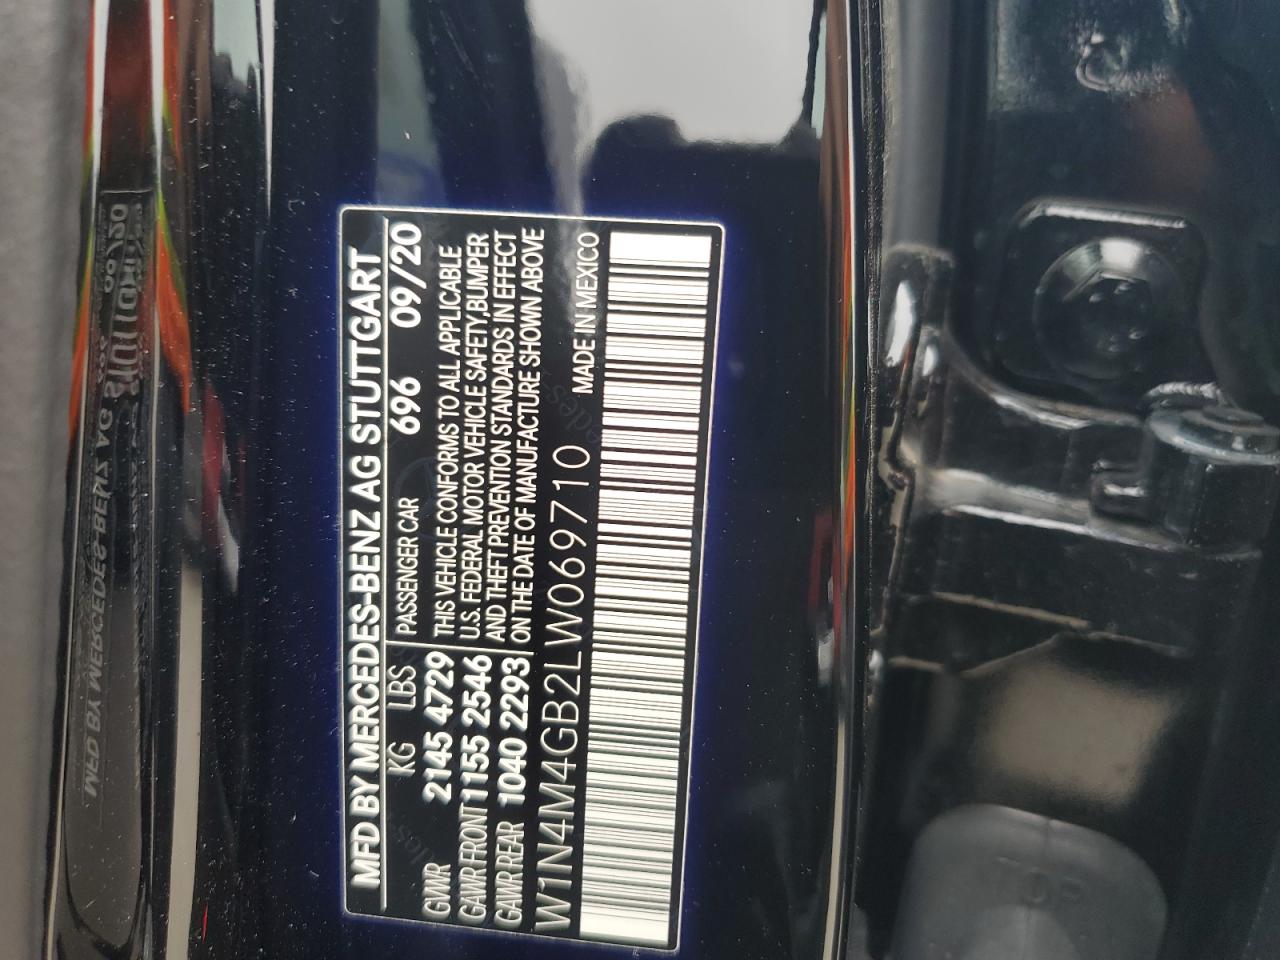 MFD BY MERCEDES-BENZ AG STUTTGART
KG LBS PASSENGER CAR 696 09/20
GWR 2145 4729 THIS VEHICLE CONFORMS TO ALL APPLICABLE
GAWR FRONT 1155 2546 U.S. FEDERAL MOTOR VEHICLE SAFETY,BUMPER
GAWR REAR 1040 2293 AND THEFT PREVENTION STANDARDS IN EFFECT
ON THE DATE OF MANUFACTURE SHOWN ABOVE
W1N4M4GB2LW069710 MADE IN MEXICO
TOP